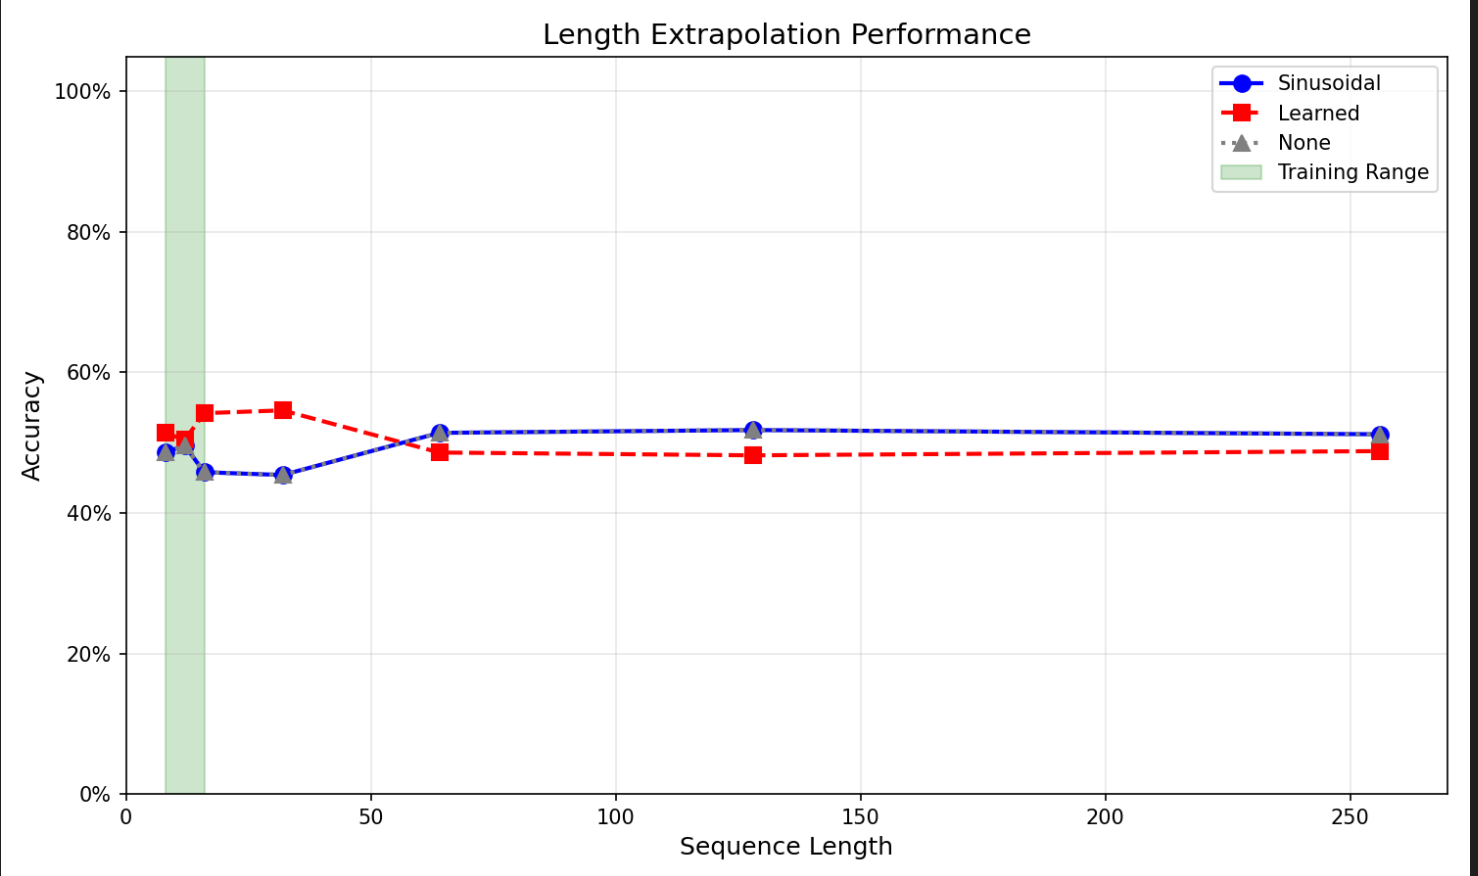 Length Extrapolation Performance
100%
80%
60%
40%
20%
0%
Accuracy
Sinusoidal
Learned
None
Training Range
0 50 100 150 200 250
Sequence Length